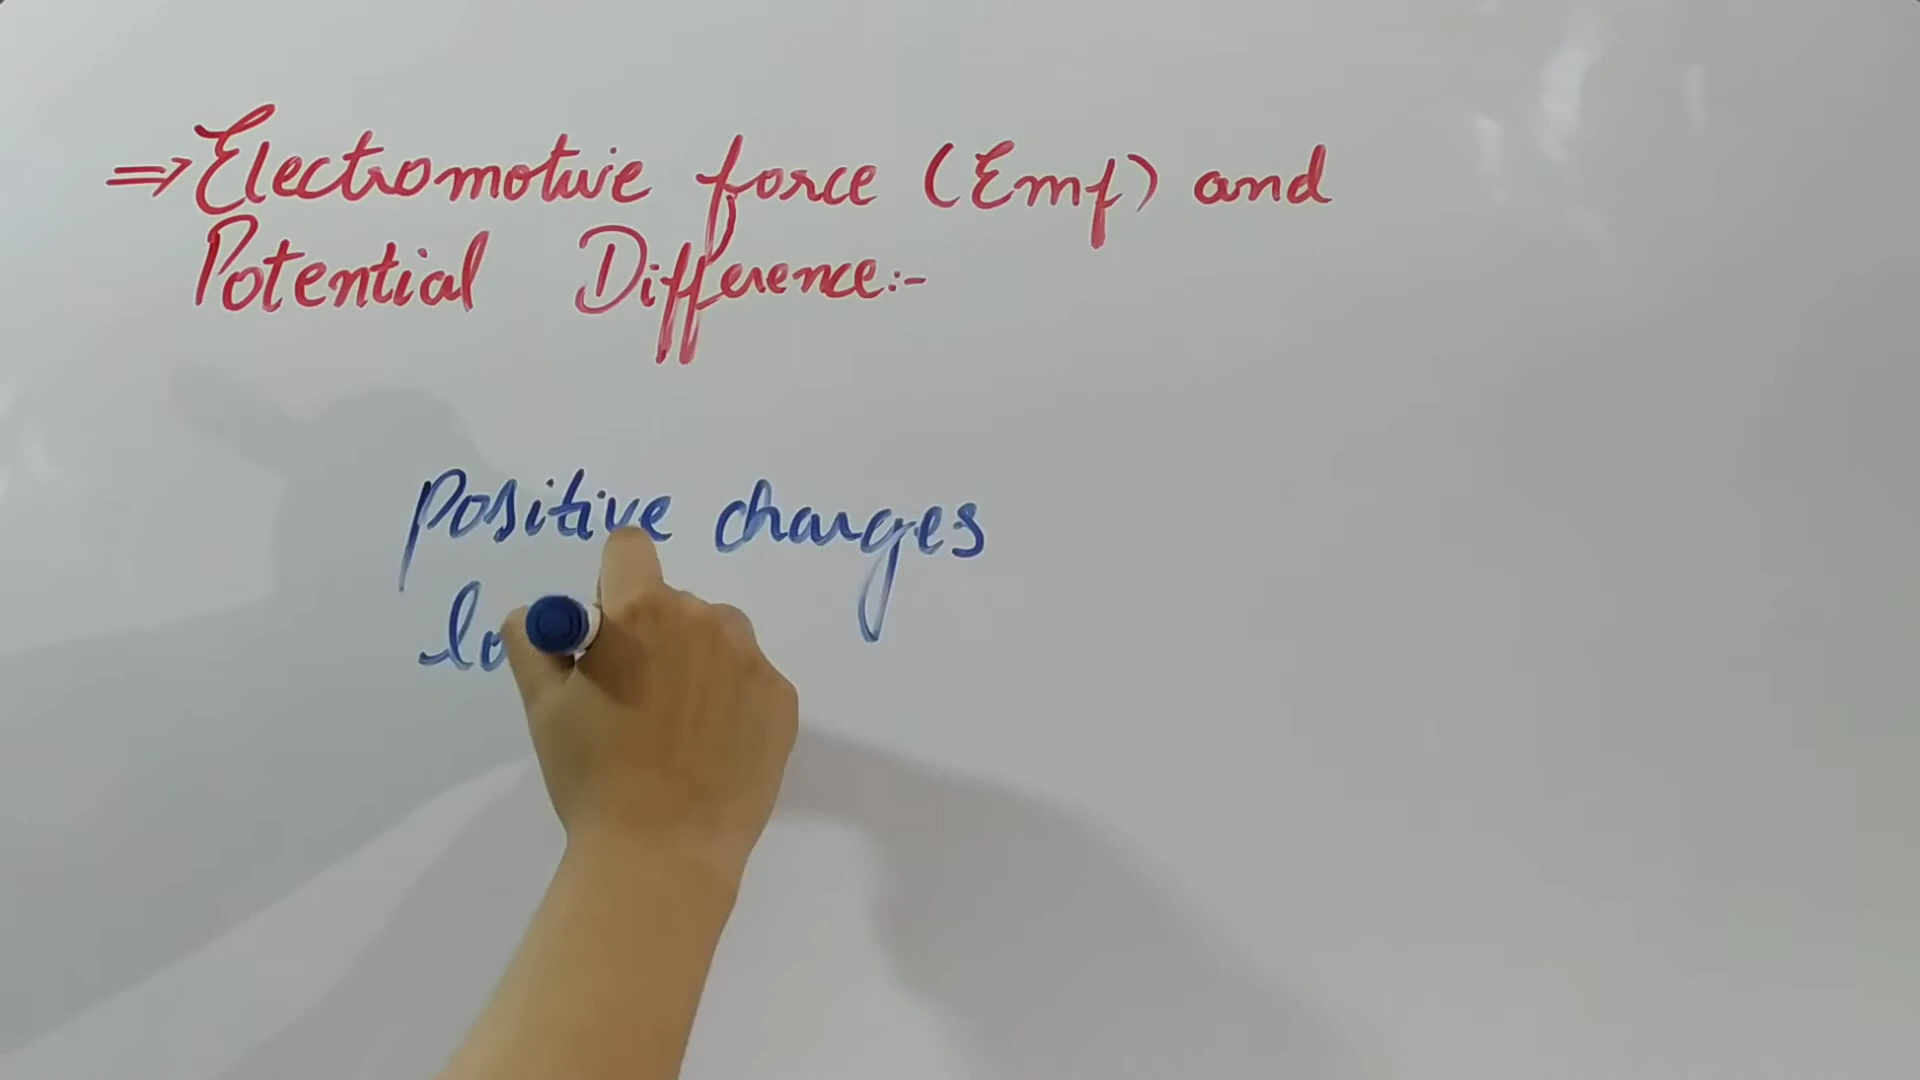 ⇒ Electromotive force (Emf) and
Potential Difference:-
positive charges